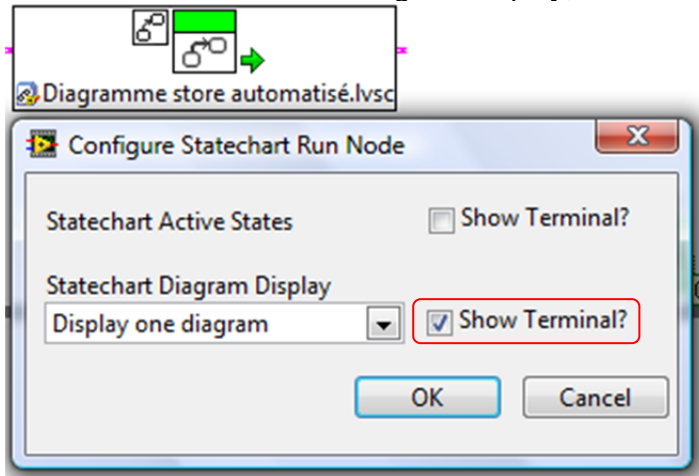 Diagramme store automatisé.lvsc
Configure Statechart Run Node
Statechart Active States
Show Terminal?
Statechart Diagram Display
Display one diagram
Show Terminal?
OK
Cancel